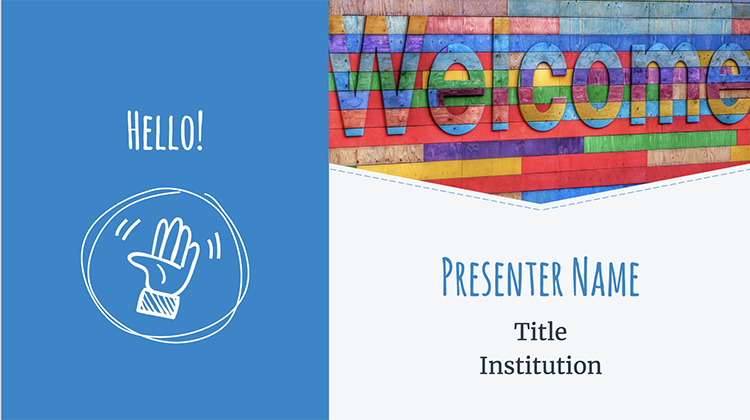 Hello!
Welcome
Presenter Name
Title
Institution